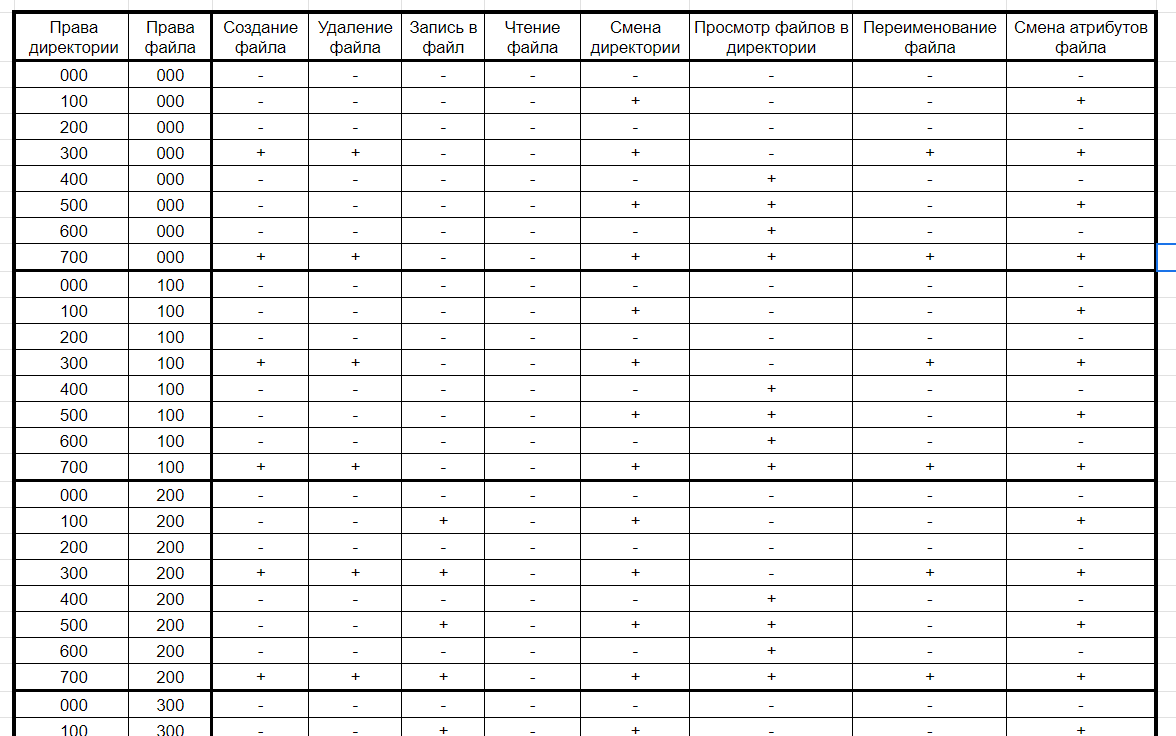 Права директории | Права файла | Создание файла | Удаление файла | Запись в файл | Чтение файла | Смена директории | Просмотр файлов в директории | Переименование файла | Смена атрибутов файла
000 | 000 | - | - | - | - | - | - | - | -
100 | 000 | - | - | - | - | + | - | - | +
200 | 000 | - | - | - | - | - | - | - | -
300 | 000 | + | + | - | - | + | - | + | +
400 | 000 | - | - | - | - | - | + | - | -
500 | 000 | - | - | - | - | + | + | - | +
600 | 000 | - | - | - | - | - | + | - | -
700 | 000 | + | + | - | - | + | + | + | +
000 | 100 | - | - | - | - | - | - | - | -
100 | 100 | - | - | - | - | + | - | - | +
200 | 100 | - | - | - | - | - | - | - | -
300 | 100 | + | + | - | - | + | - | + | +
400 | 100 | - | - | - | - | - | + | - | -
500 | 100 | - | - | - | - | + | + | - | +
600 | 100 | - | - | - | - | - | + | - | -
700 | 100 | + | + | - | - | + | + | + | +
000 | 200 | - | - | - | - | - | - | - | -
100 | 200 | - | - | + | - | + | - | - | +
200 | 200 | - | - | - | - | - | - | - | -
300 | 200 | + | + | + | - | + | - | + | +
400 | 200 | - | - | - | - | - | + | - | -
500 | 200 | - | - | + | - | + | + | - | +
600 | 200 | - | - | - | - | - | + | - | -
700 | 200 | + | + | + | - | + | + | + | +
000 | 300 | - | - | - | - | - | - | - | -
100 | 300 | - | - | + | - | + | - | - | +